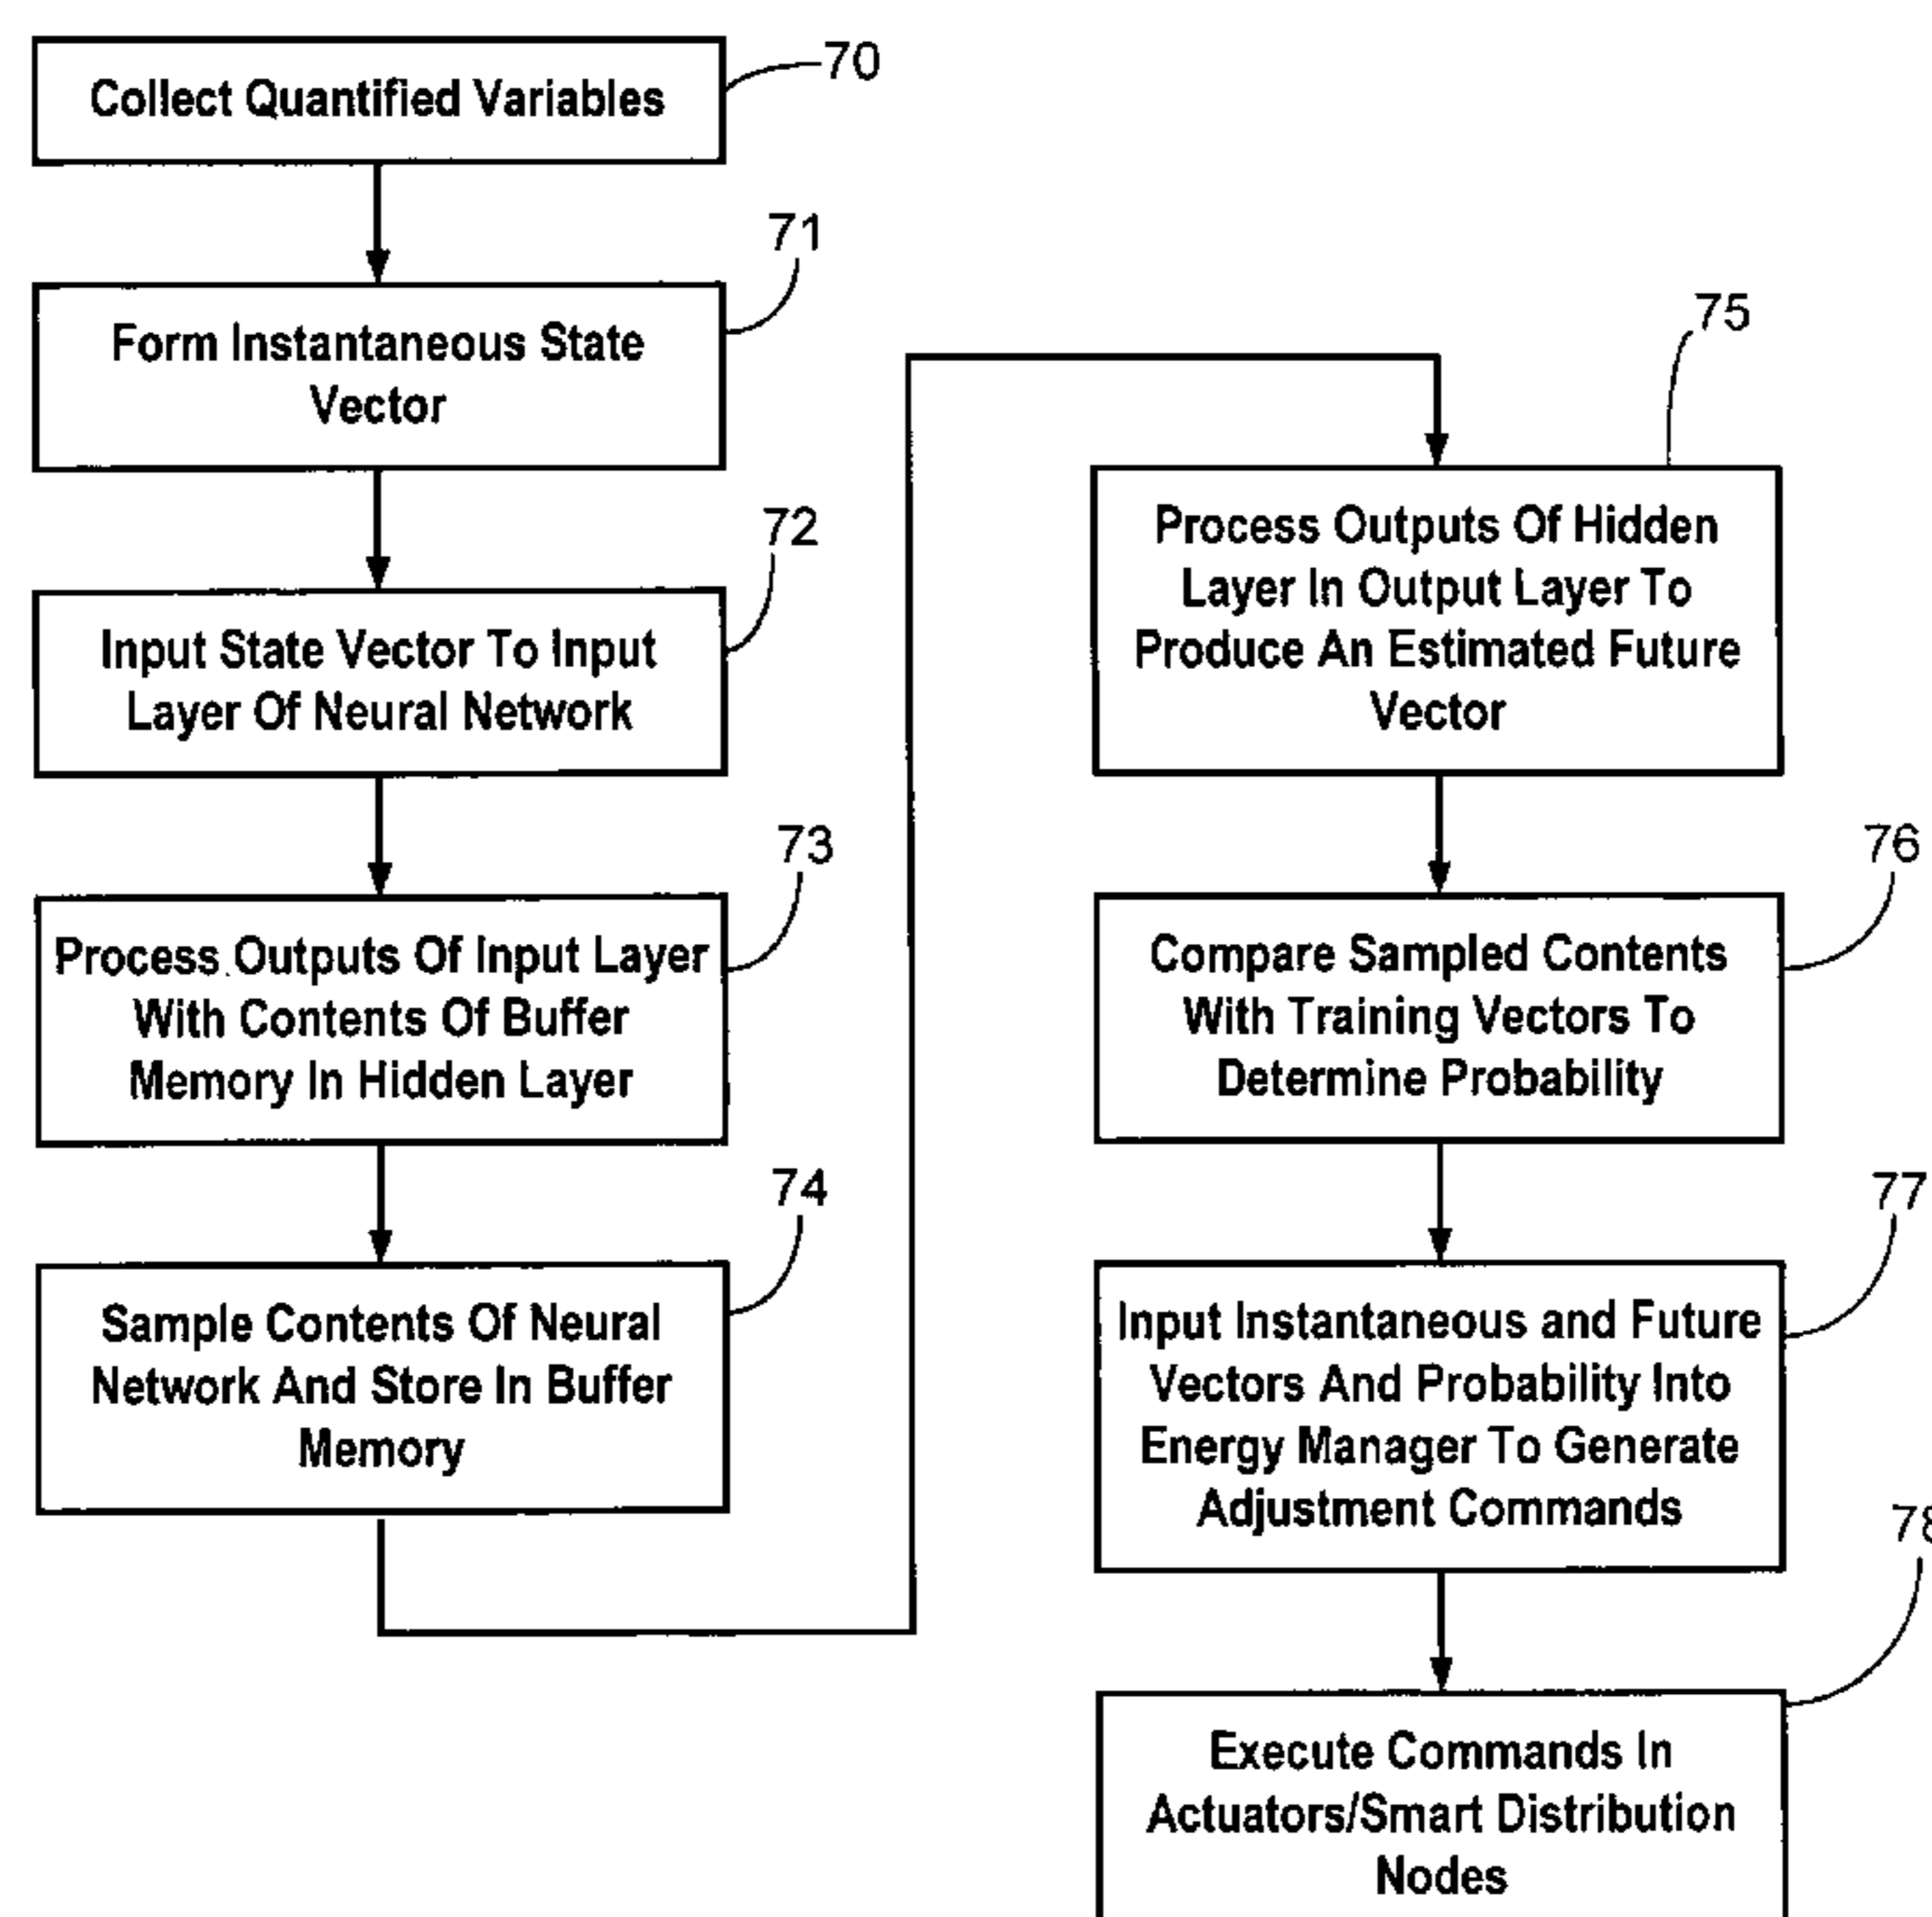 70
Collect Quantified Variables
71
Form Instantaneous State
Vector
72
Input State Vector To Input
Layer Of Neural Network
73
Process Outputs Of Input Layer
With Contents Of Buffer
Memory In Hidden Layer
74
Sample Contents Of Neural
Network And Store In Buffer
Memory
75
Process Outputs Of Hidden
Layer In Output Layer To
Produce An Estimated Future
Vector
76
Compare Sampled Contents
With Training Vectors To
Determine Probability
77
Input Instantaneous and Future
Vectors And Probability Into
Energy Manager To Generate
Adjustment Commands
78
Execute Commands In
Actuators/Smart Distribution
Nodes